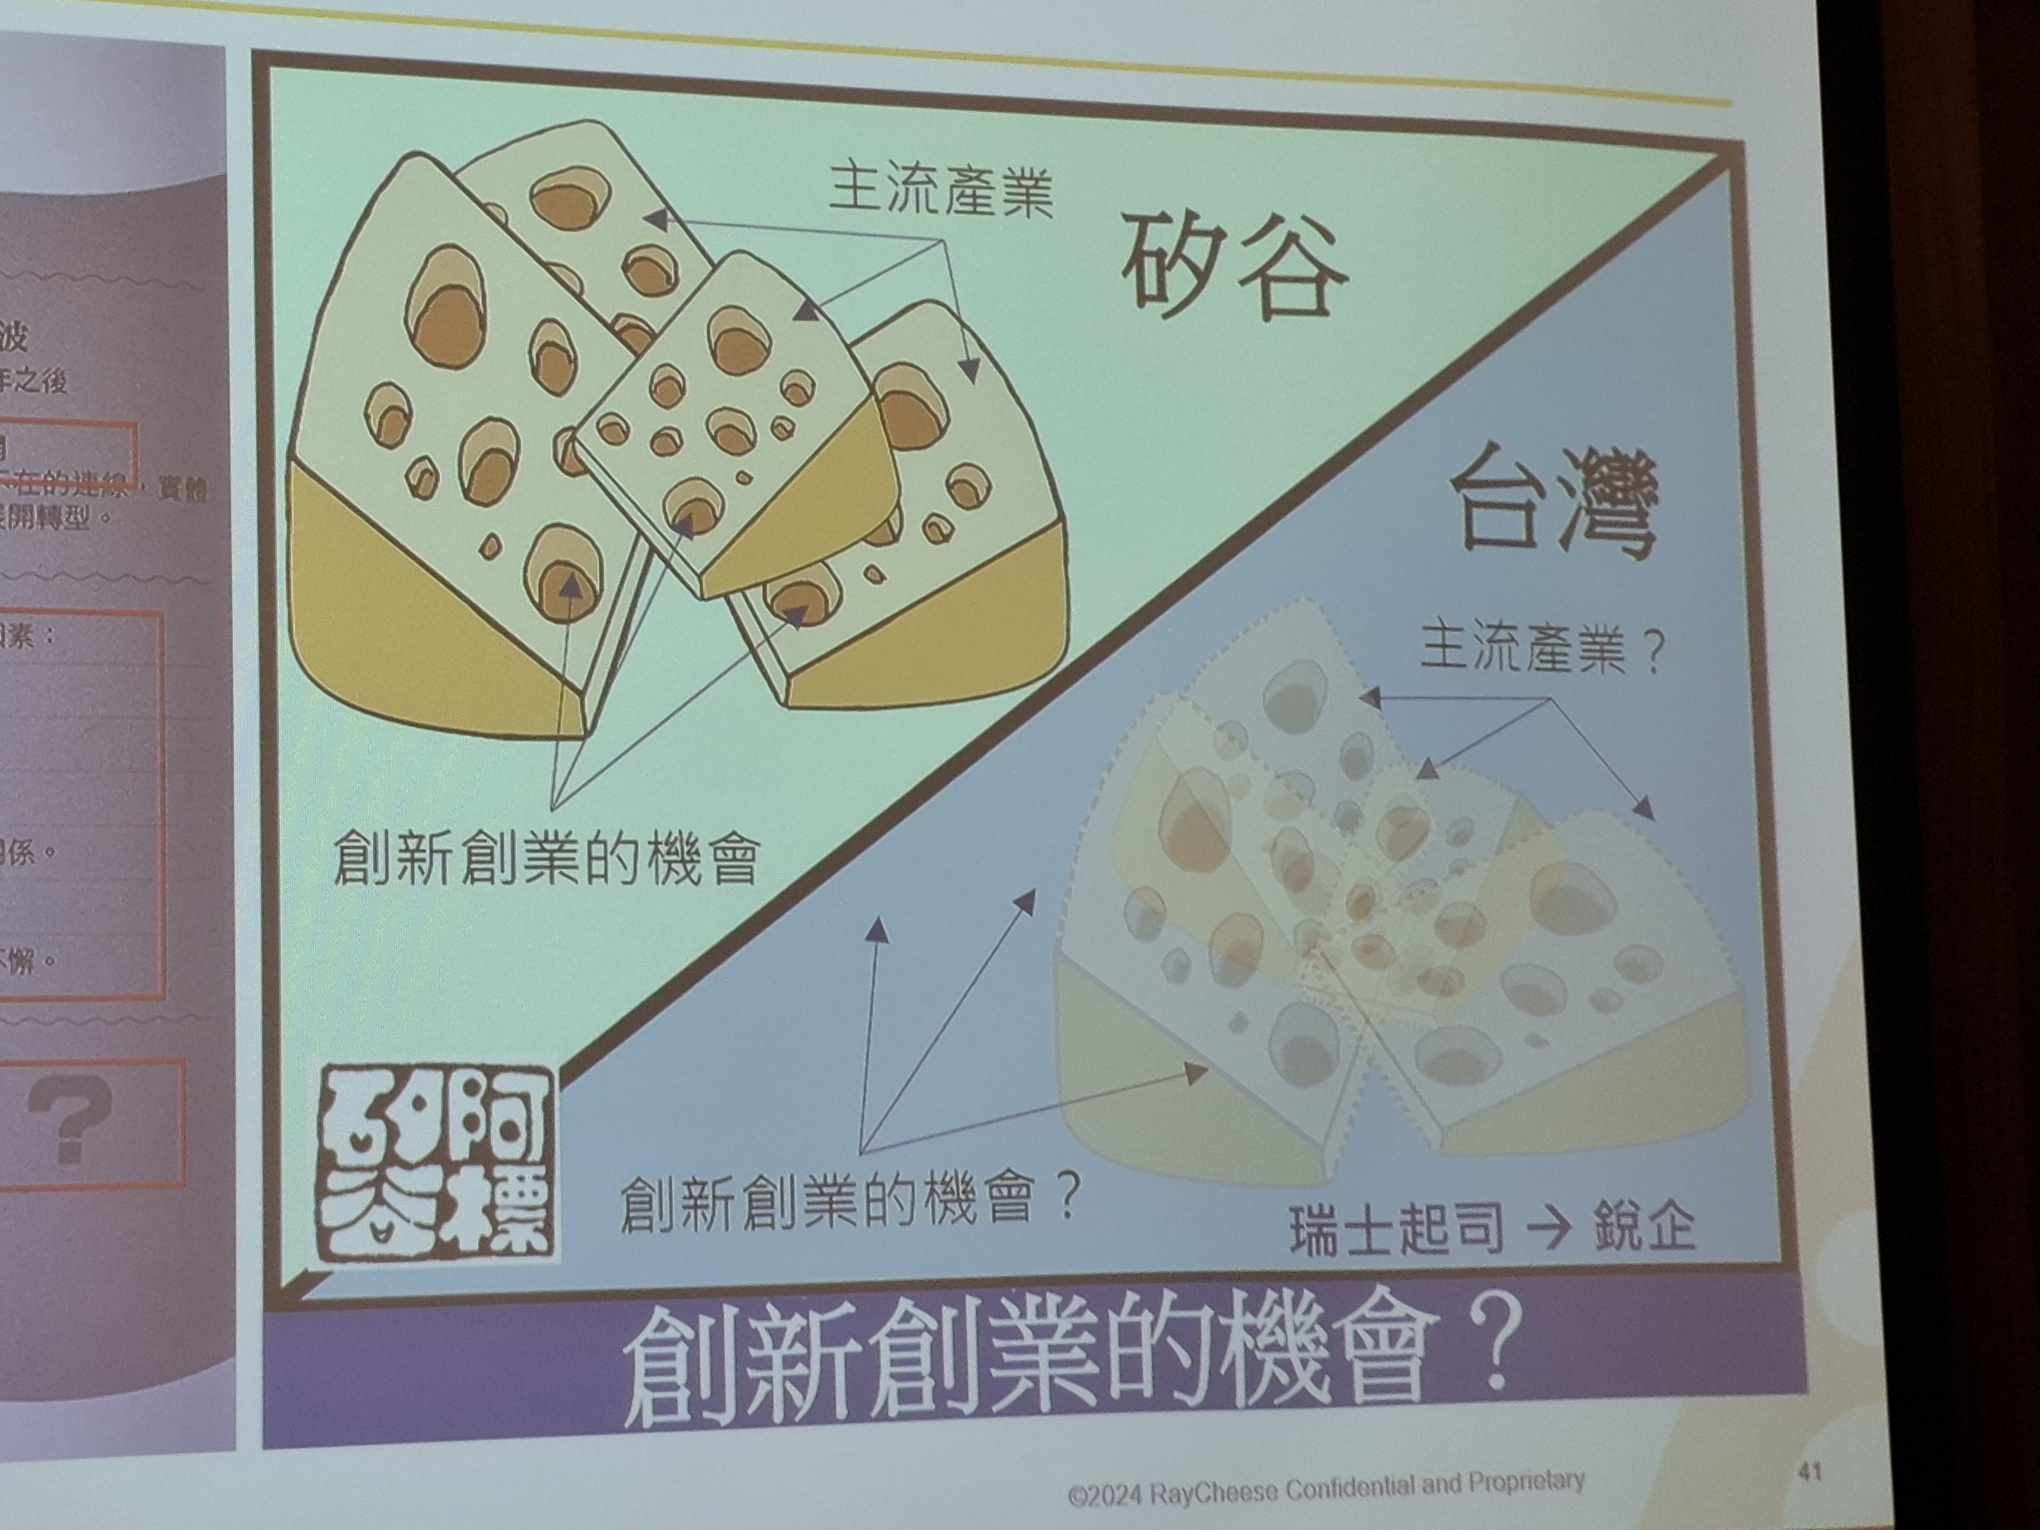 波
年之後
在的連線，實體
開轉型。
因素：
關係。
不懈。
?
主流產業
矽谷
創新創業的機會
台灣
主流產業？
創新創業的機會？
瑞士起司 → 銳企
阿標
矽谷
創新創業的機會？
©2024 RayCheese Confidential and Proprietary
41